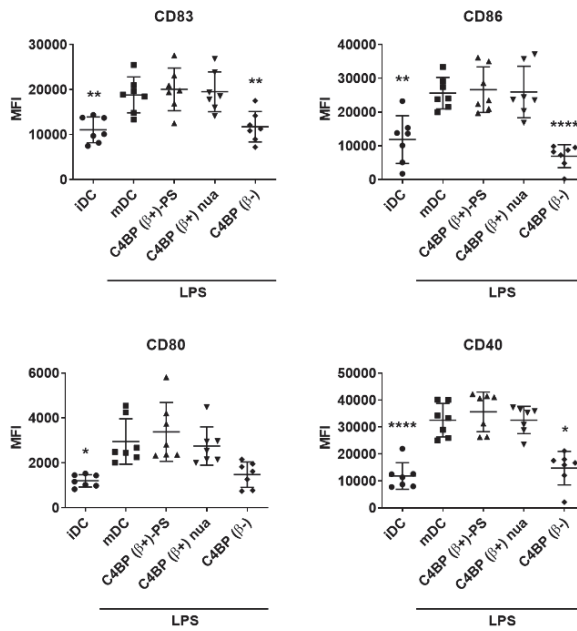 CD83
30000
20000
10000
0
MFI
**
**
iDC
mDC
C4BP (β+)-PS
C4BP (β+) nua
C4BP (β-)
LPS
CD86
40000
30000
20000
10000
0
MFI
**
****
iDC
mDC
C4BP (β+)-PS
C4BP (β+) nua
C4BP (β-)
LPS
CD80
6000
4000
2000
0
MFI
*
iDC
mDC
C4BP (β+)-PS
C4BP (β+) nua
C4BP (β-)
LPS
CD40
50000
40000
30000
20000
10000
0
MFI
****
*
iDC
mDC
C4BP (β+)-PS
C4BP (β+) nua
C4BP (β-)
LPS